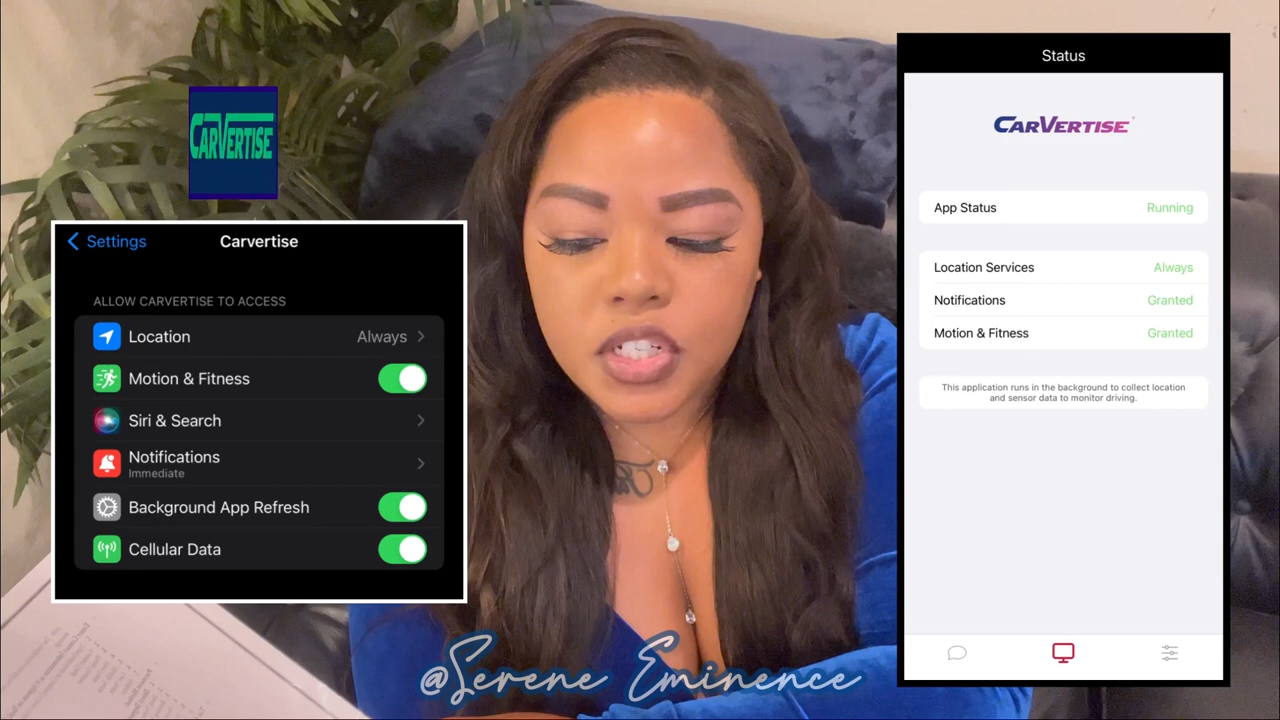 CARVERTISE
Settings
Carvertise
ALLOW CARVERTISE TO ACCESS
Location
Always
Motion & Fitness
Siri & Search
Notifications
Immediate
Background App Refresh
Cellular Data
@Serene Eminence
Status
CARVERTISE
App Status
Running
Location Services
Always
Notifications
Granted
Motion & Fitness
Granted
This application runs in the background to collect location
and sensor data to monitor driving.